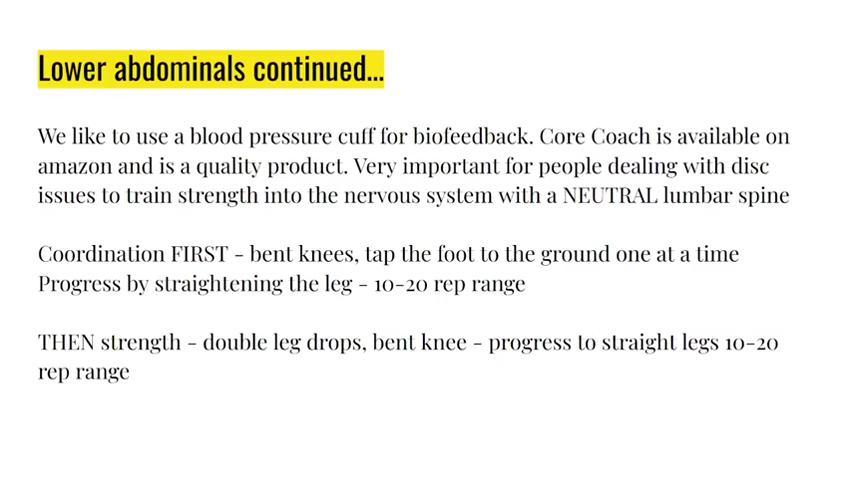 Lower abdominals continued...
We like to use a blood pressure cuff for biofeedback. Core Coach is available on
amazon and is a quality product. Very important for people dealing with disc
issues to train strength into the nervous system with a NEUTRAL lumbar spine
Coordination FIRST - bent knees, tap the foot to the ground one at a time
Progress by straightening the leg - 10-20 rep range
THEN strength - double leg drops, bent knee - progress to straight legs 10-20
rep range